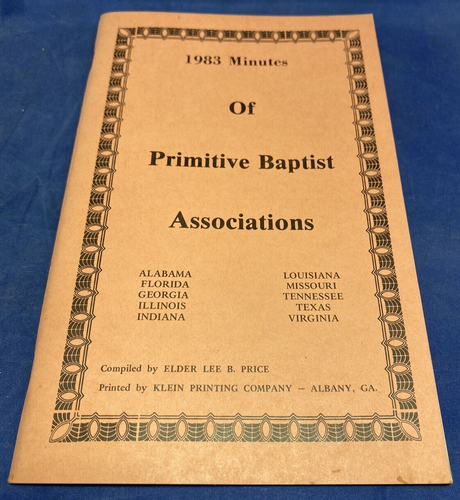 1983 Minutes
Of
Primitive Baptist
Associations
ALABAMA
FLORIDA
GEORGIA
ILLINOIS
INDIANA
LOUISIANA
MISSOURI
TENNESSEE
TEXAS
VIRGINIA
Compiled by ELDER LEE B. PRICE
Printed by KLEIN PRINTING COMPANY — ALBANY, GA.